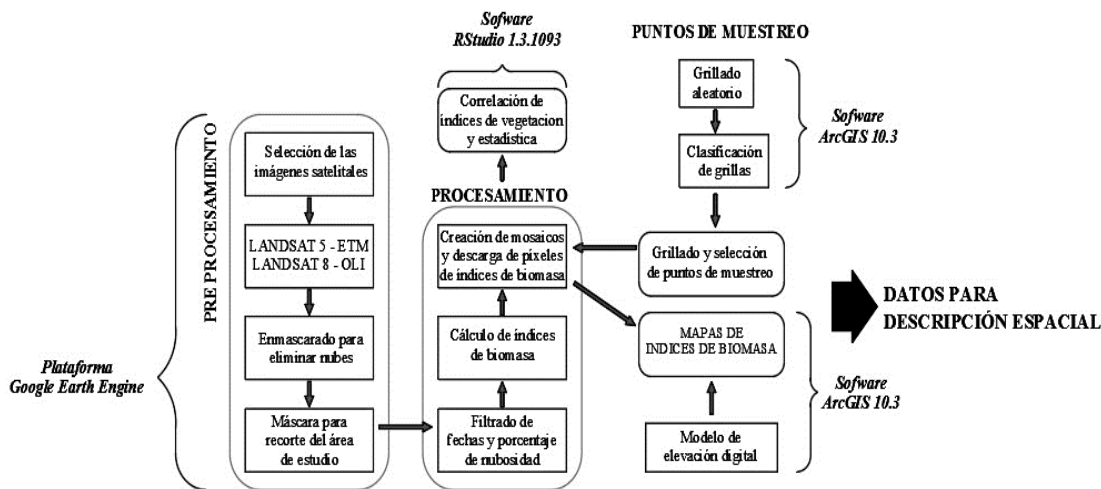 Sofware
RStudio 1.3.1093
Correlación de
indices de vegetacion
y estadística
PUNTOS DE MUESTREO
Grillado
aleatorio
Clasificación
de grillas
Sofware
ArcGIS 10.3
PRE PROCESAMIENTO
Selección de las
imágenes satelitales
LANDSAT 5 - ETM
LANDSAT 8 - OLI
Enmascarado para
eliminar nubes
Máscara para
recorte del área
de estudio
Plataforma
Google Earth Engine
PROCESAMIENTO
Creación de mosaicos
y descarga de píxeles
de índices de biomasa
Cálculo de índices
de biomasa
Filtrado de
fechas y porcentaje
de nubosidad
Grillado y selección
de puntos de muestreo
MAPAS DE
INDICES DE BIOMASA
Modelo de
elevación digital
Sofware
ArcGIS 10.3
DATOS PARA
DESCRIPCIÓN ESPACIAL